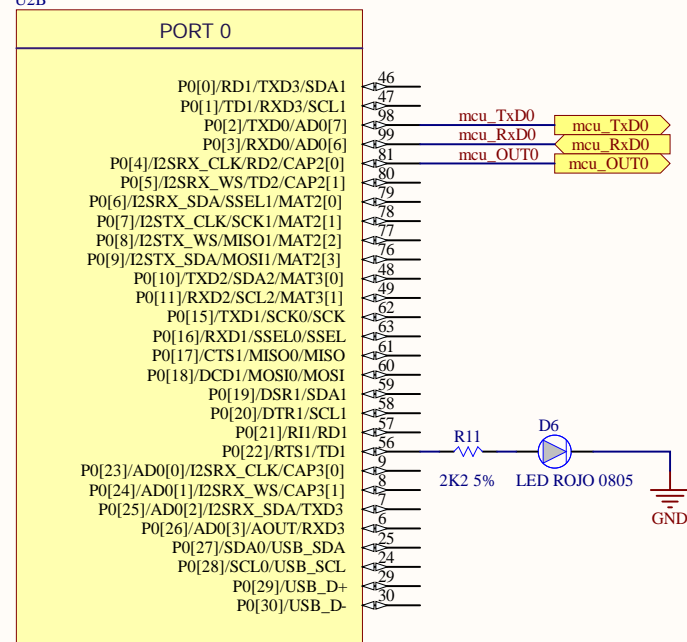 U2B
PORT 0
P0[0]/RD1/TXD3/SDA1 46
P0[1]/TD1/RXD3/SCL1 47
P0[2]/TXD0/AD0[7] 98 mcu_TxD0 mcu_TxD0
P0[3]/RXD0/AD0[6] 99 mcu_RxD0 mcu_RxD0
P0[4]/I2SRX_CLK/RD2/CAP2[0] 81 mcu_OUT0 mcu_OUT0
P0[5]/I2SRX_WS/TD2/CAP2[1] 80
P0[6]/I2SRX_SDA/SSEL1/MAT2[0] 79
P0[7]/I2STX_CLK/SCK1/MAT2[1] 78
P0[8]/I2STX_WS/MISO1/MAT2[2] 77
P0[9]/I2STX_SDA/MOSI1/MAT2[3] 76
P0[10]/TXD2/SDA2/MAT3[0] 48
P0[11]/RXD2/SCL2/MAT3[1] 49
P0[15]/TXD1/SCK0/SCK 62
P0[16]/RXD1/SSEL0/SSEL 63
P0[17]/CTS1/MISO0/MISO 61
P0[18]/DCD1/MOSI0/MOSI 60
P0[19]/DSR1/SDA1 59
P0[20]/DTR1/SCL1 58
P0[21]/RI1/RD1 57
P0[22]/RTS1/TD1 56 R11 D6
P0[23]/AD0[0]/I2SRX_CLK/CAP3[0] 9
2K2 5% LED ROJO 0805
P0[24]/AD0[1]/I2SRX_WS/CAP3[1] 8
P0[25]/AD0[2]/I2SRX_SDA/TXD3 7
P0[26]/AD0[3]/AOUT/RXD3 6
GND
P0[27]/SDA0/USB_SDA 25
P0[28]/SCL0/USB_SCL 24
P0[29]/USB_D+ 29
P0[30]/USB_D- 30